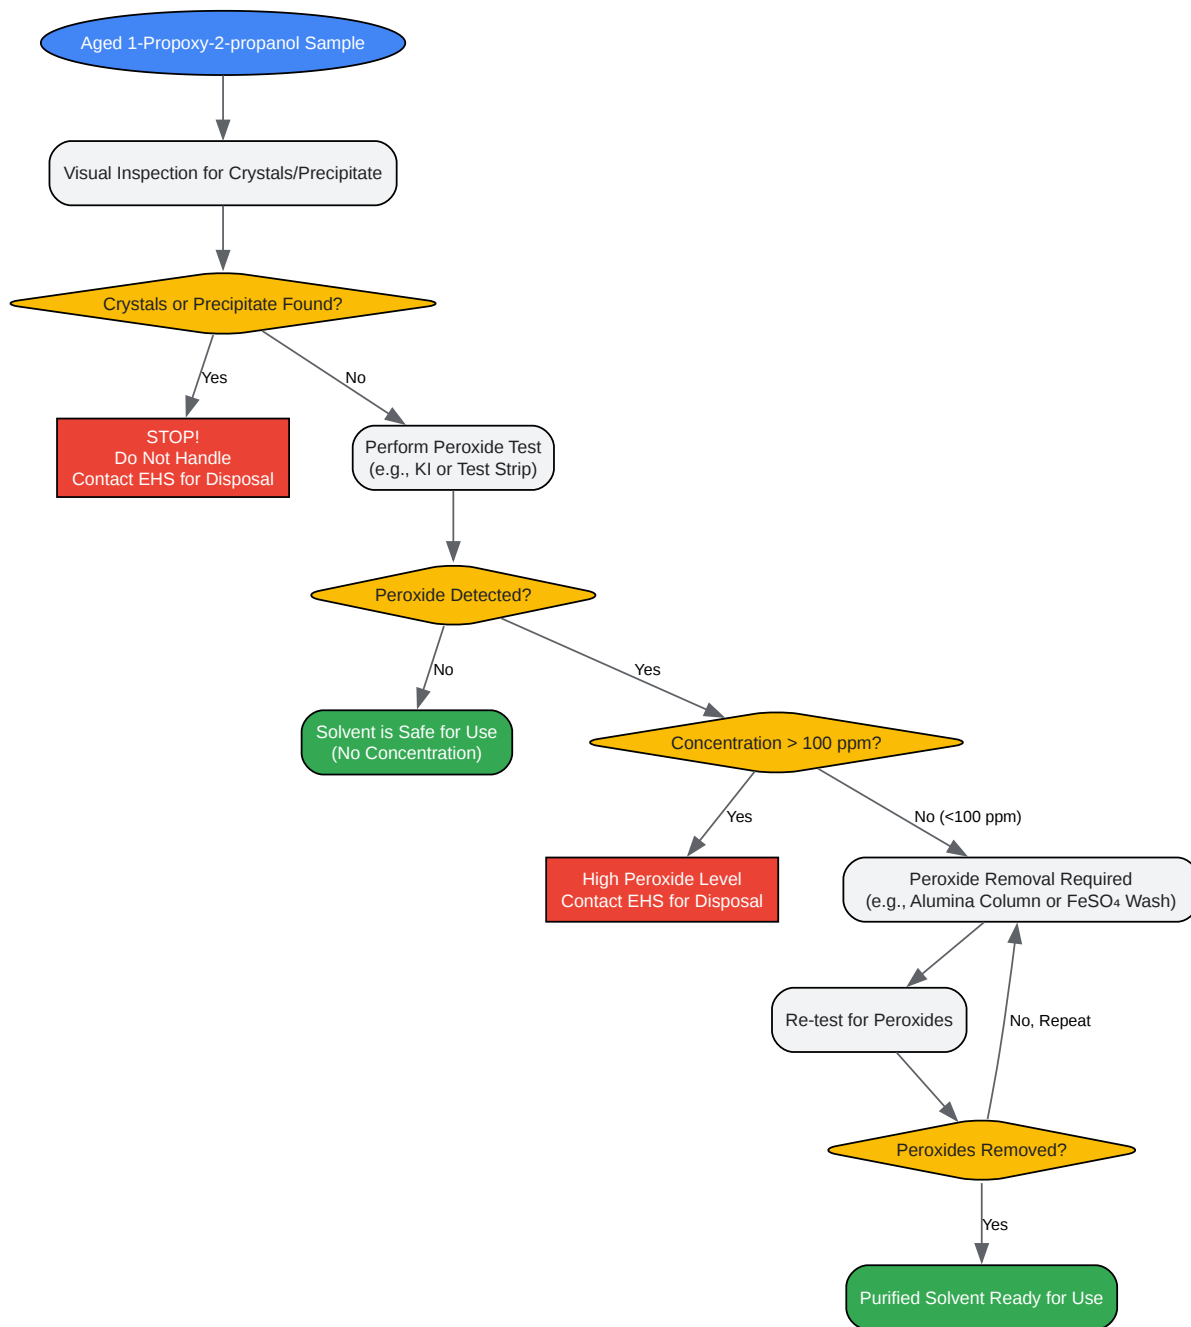 Aged 1-Propoxy-2-propanol Sample
Visual Inspection for Crystals/Precipitate
Crystals or Precipitate Found?
Yes
No
STOP!
Do Not Handle
Contact EHS for Disposal
Perform Peroxide Test
(e.g., KI or Test Strip)
Peroxide Detected?
No
Yes
Solvent is Safe for Use
(No Concentration)
Concentration > 100 ppm?
Yes
No (<100 ppm)
High Peroxide Level
Contact EHS for Disposal
Peroxide Removal Required
(e.g., Alumina Column or FeSO₄ Wash)
Re-test for Peroxides
No, Repeat
Peroxides Removed?
Yes
Purified Solvent Ready for Use